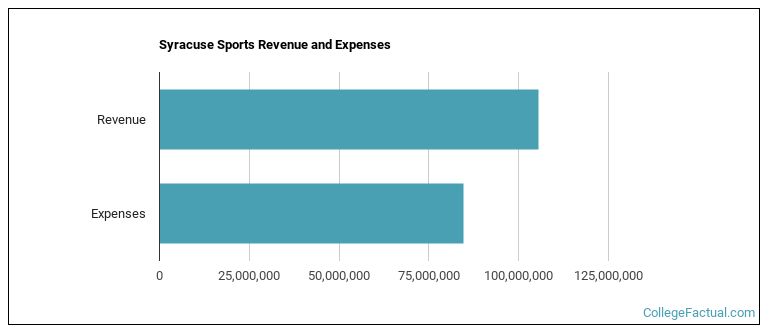 Syracuse Sports Revenue and Expenses
Revenue
Expenses
0 25,000,000 50,000,000 75,000,000 100,000,000 125,000,000
CollegeFactual.com